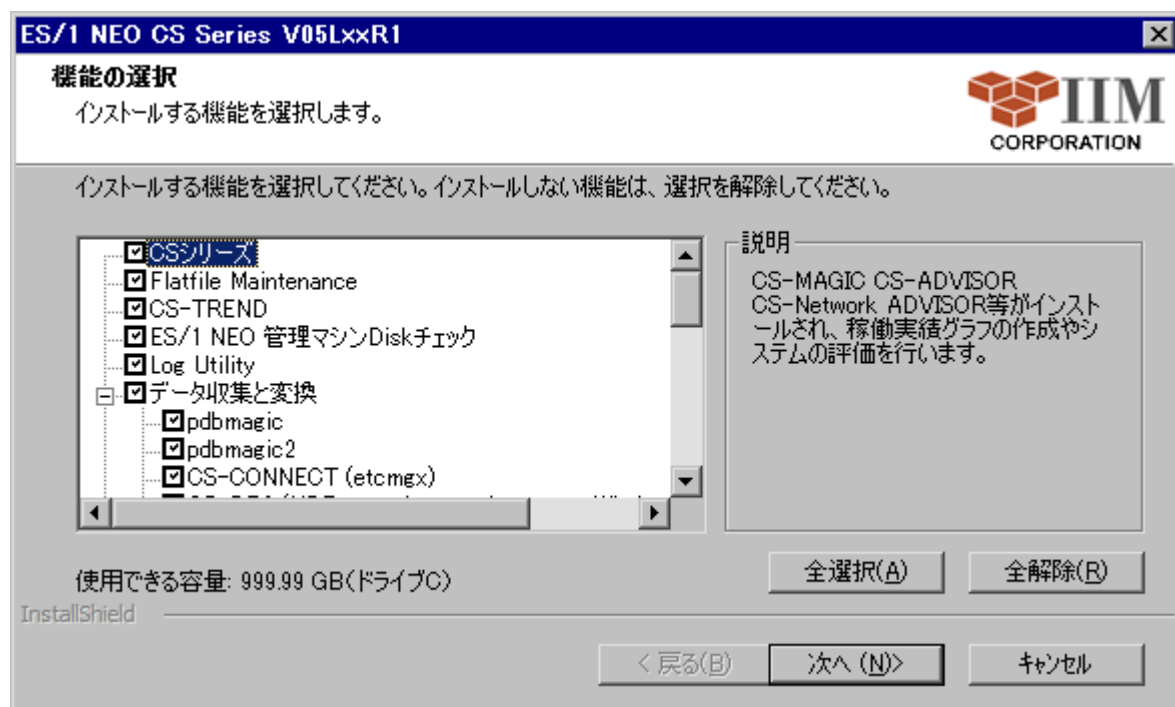 ES/1 NEO CS Series V05LxxR1
機能の選択
インストールする機能を選択します。
IIM
CORPORATION
インストールする機能を選択してください。インストールしない機能は、選択を解除してください。
CSシリーズ
Flatfile Maintenance
CS-TREND
ES/1 NEO 管理マシンDiskチェック
Log Utility
データ収集と変換
pdbmagic
pdbmagic2
CS-CONNECT (etcmgx)
説明
CS-MAGIC CS-ADVISOR
CS-Network ADVISOR等がインスト
ールされ、稼働実績グラフの作成やシ
ステムの評価を行います。
使用できる容量: 999.99 GB(ドライブC)
全選択(A)
全解除(R)
InstallShield
< 戻る(B)
次へ (N)>
キャンセル